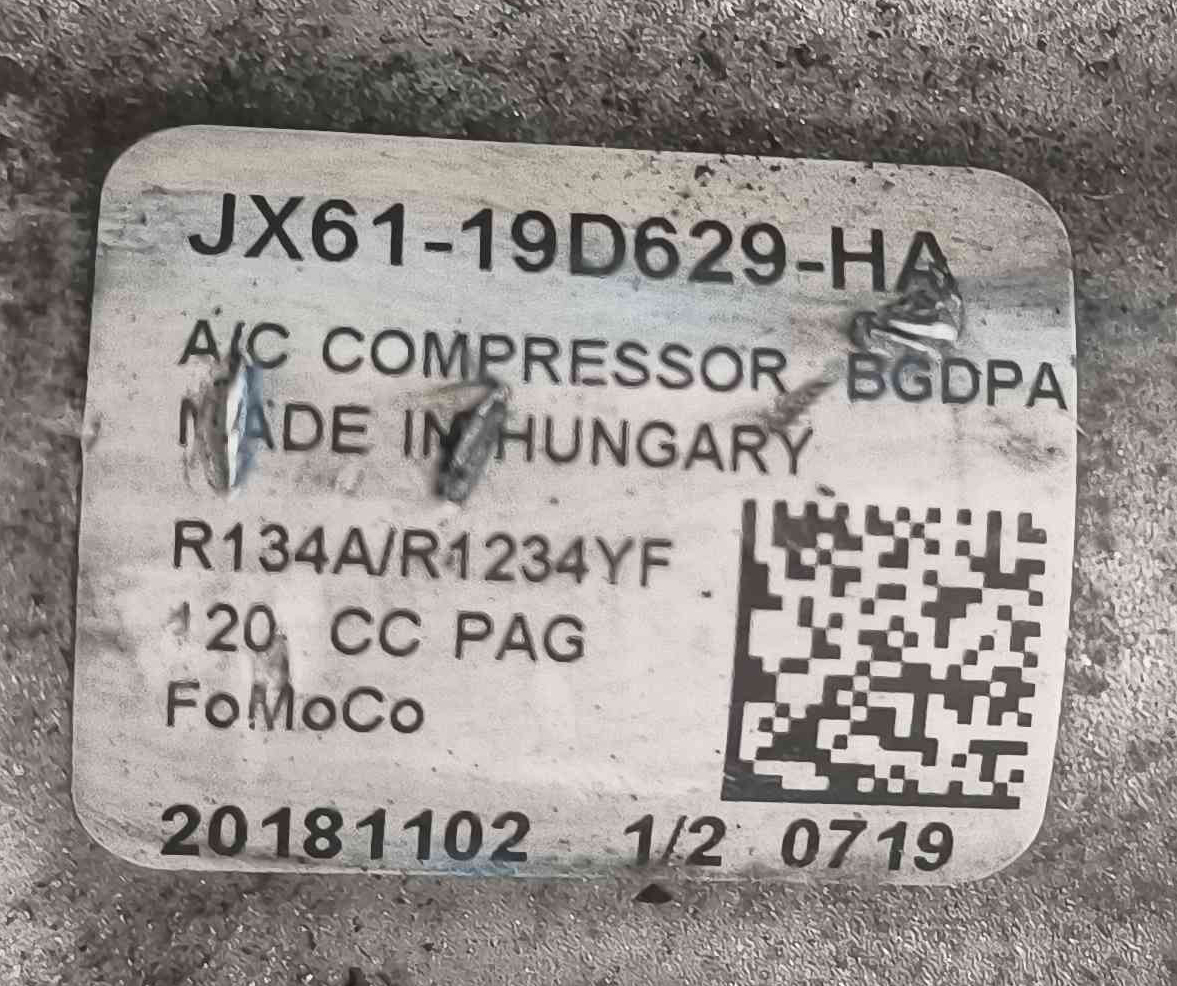 JX61-19D629-HA
A/C COMPRESSOR BGDPA
MADE IN HUNGARY
R134A/R1234YF
120 CC PAG
FoMoCo
20181102 1/2 0719